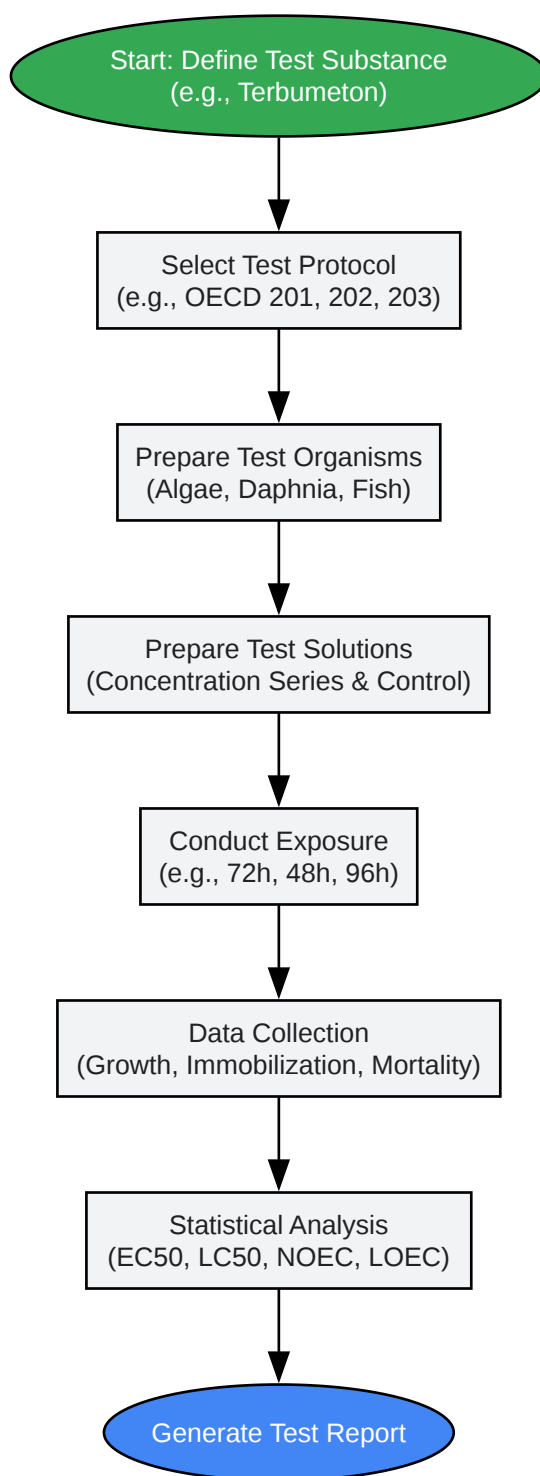 Start: Define Test Substance
(e.g., Terbumeton)
Select Test Protocol
(e.g., OECD 201, 202, 203)
Prepare Test Organisms
(Algae, Daphnia, Fish)
Prepare Test Solutions
(Concentration Series & Control)
Conduct Exposure
(e.g., 72h, 48h, 96h)
Data Collection
(Growth, Immobilization, Mortality)
Statistical Analysis
(EC50, LC50, NOEC, LOEC)
Generate Test Report